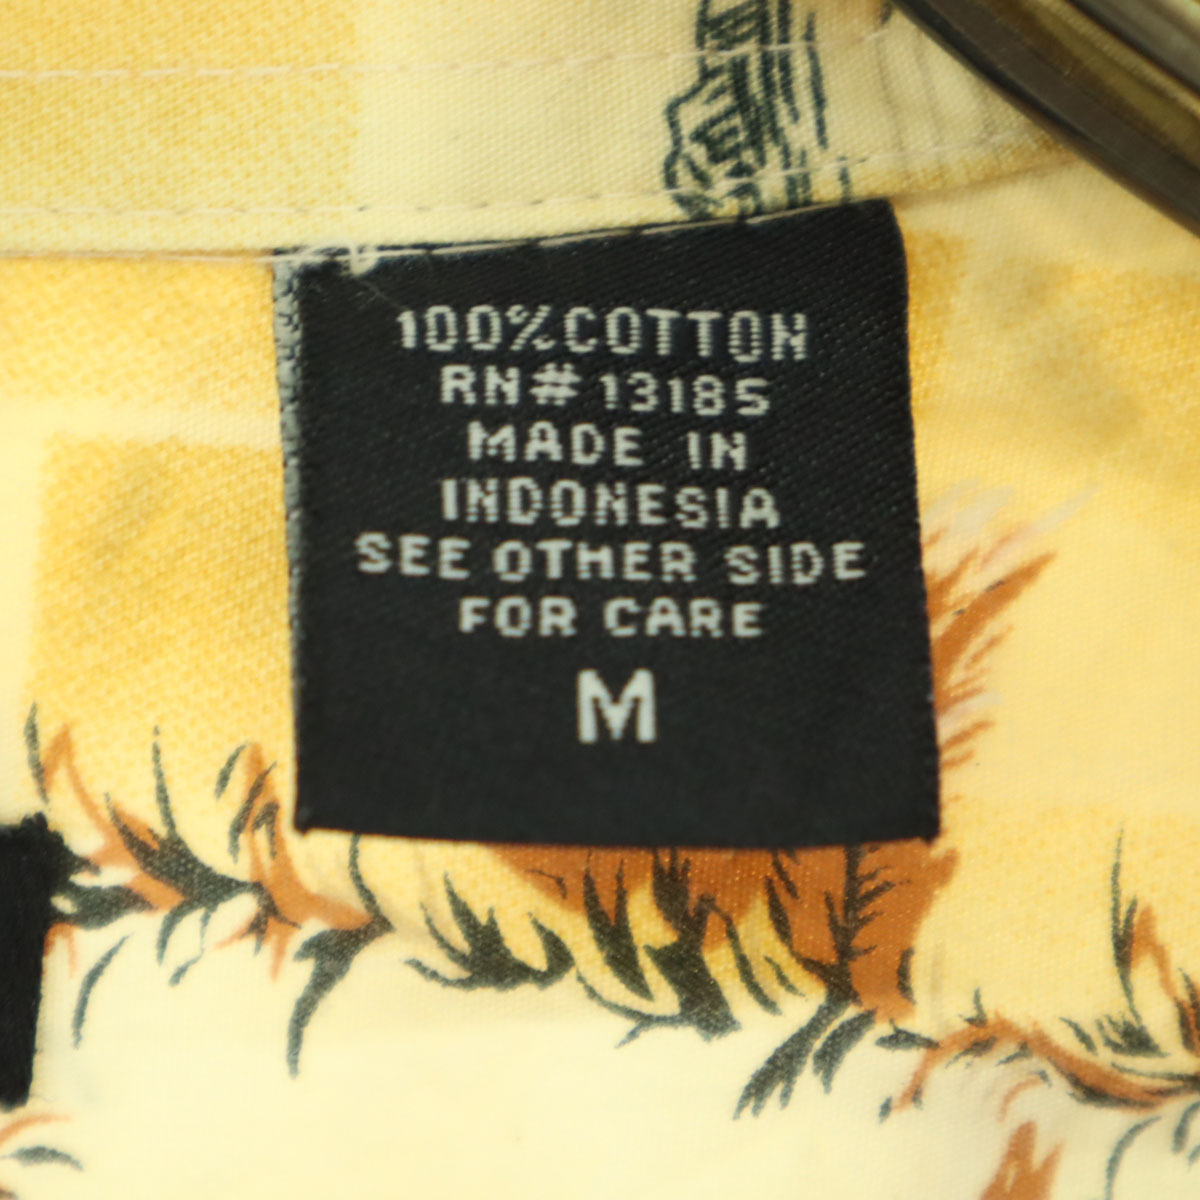 100%COTTON
RN# 13185
MADE IN
INDONESIA
SEE OTHER SIDE
FOR CARE
M